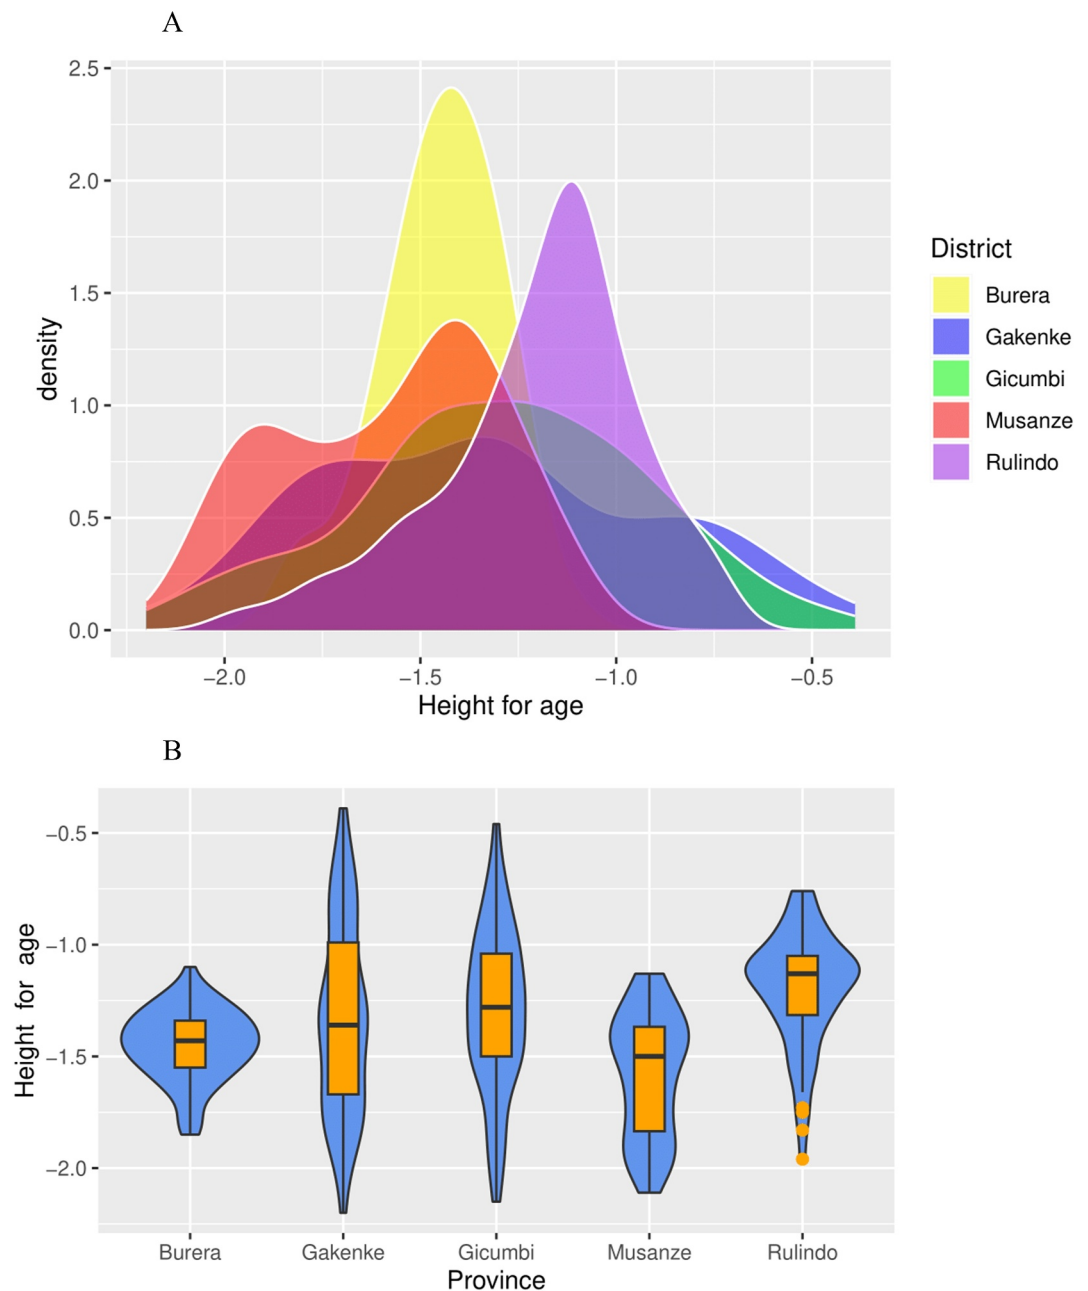 A
2.5
2.0
1.5
1.0
0.5
0.0
density
−2.0 −1.5 −1.0 −0.5
Height for age
District
Burera
Gakenke
Gicumbi
Musanze
Rulindo
B
−0.5
−1.0
−1.5
−2.0
Height for age
Burera Gakenke Gicumbi Musanze Rulindo
Province